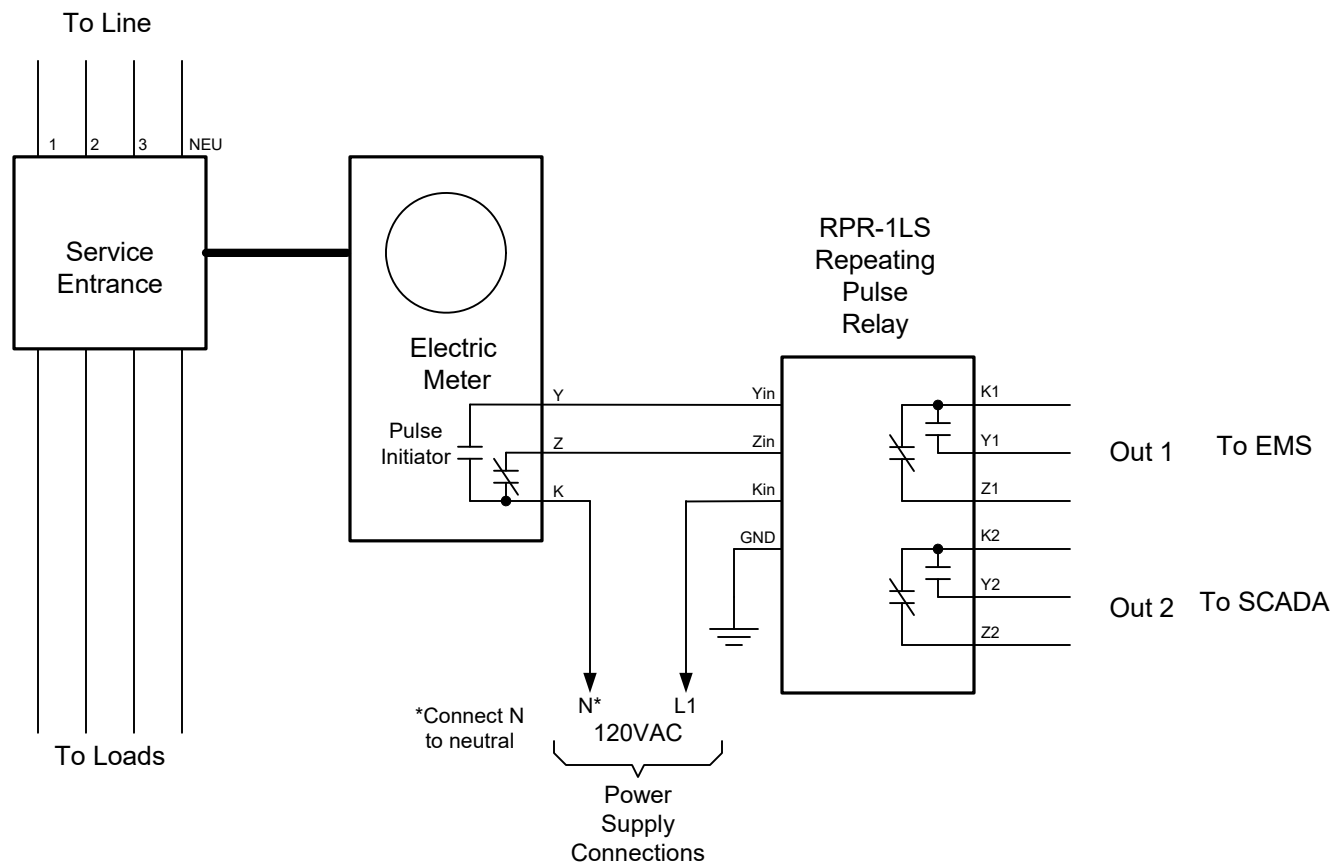 To Line
1
2
3
NEU
Service
Entrance
Electric
Meter
Pulse
Initiator
Y
Z
K
RPR-1LS
Repeating
Pulse
Relay
Yin
Zin
Kin
GND
K1
Y1
Z1
K2
Y2
Z2
Out 1
To EMS
Out 2
To SCADA
*Connect N
to neutral
N*
L1
120VAC
Power
Supply
Connections
To Loads